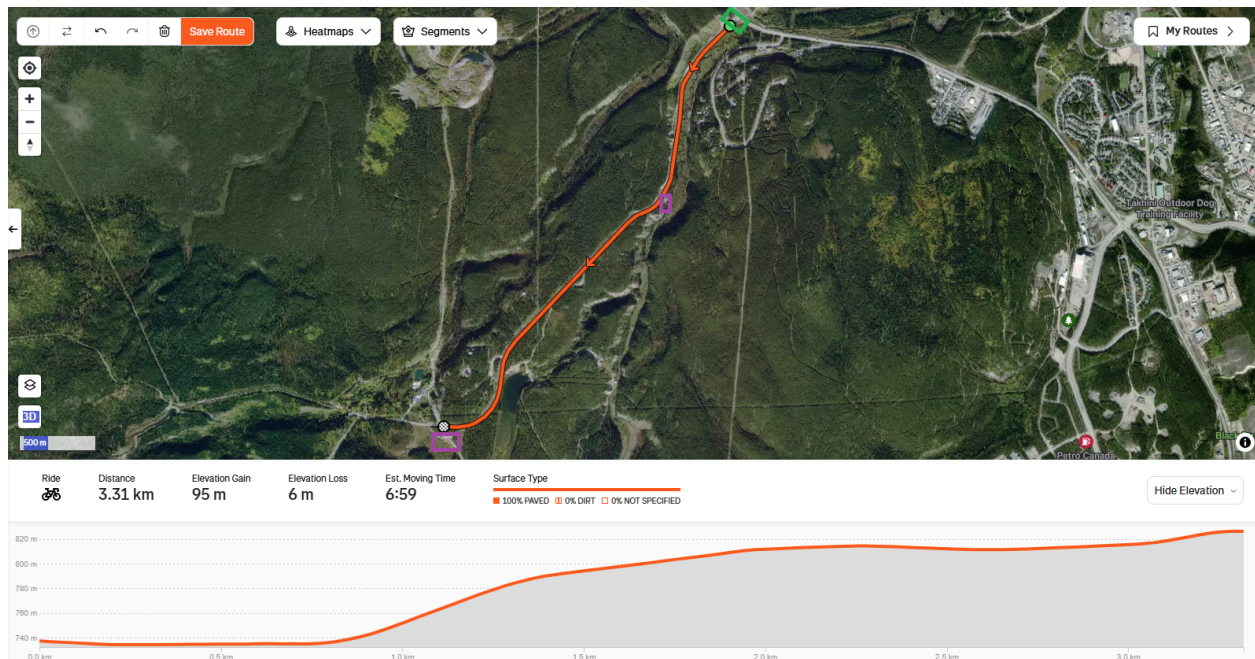 Save Route
Heatmaps
Segments
My Routes
Takhini Outdoor Dog
Training Facility
3D
500 m
Petro Canada
Black
Ride
Distance
Elevation Gain
Elevation Loss
Est. Moving Time
Surface Type
3.31 km
95 m
6 m
6:59
100% PAVED
0% DIRT
0% NOT SPECIFIED
Hide Elevation
820 m
800 m
780 m
760 m
740 m
0.0 km
0.5 km
1.0 km
1.5 km
2.0 km
2.5 km
3.0 km